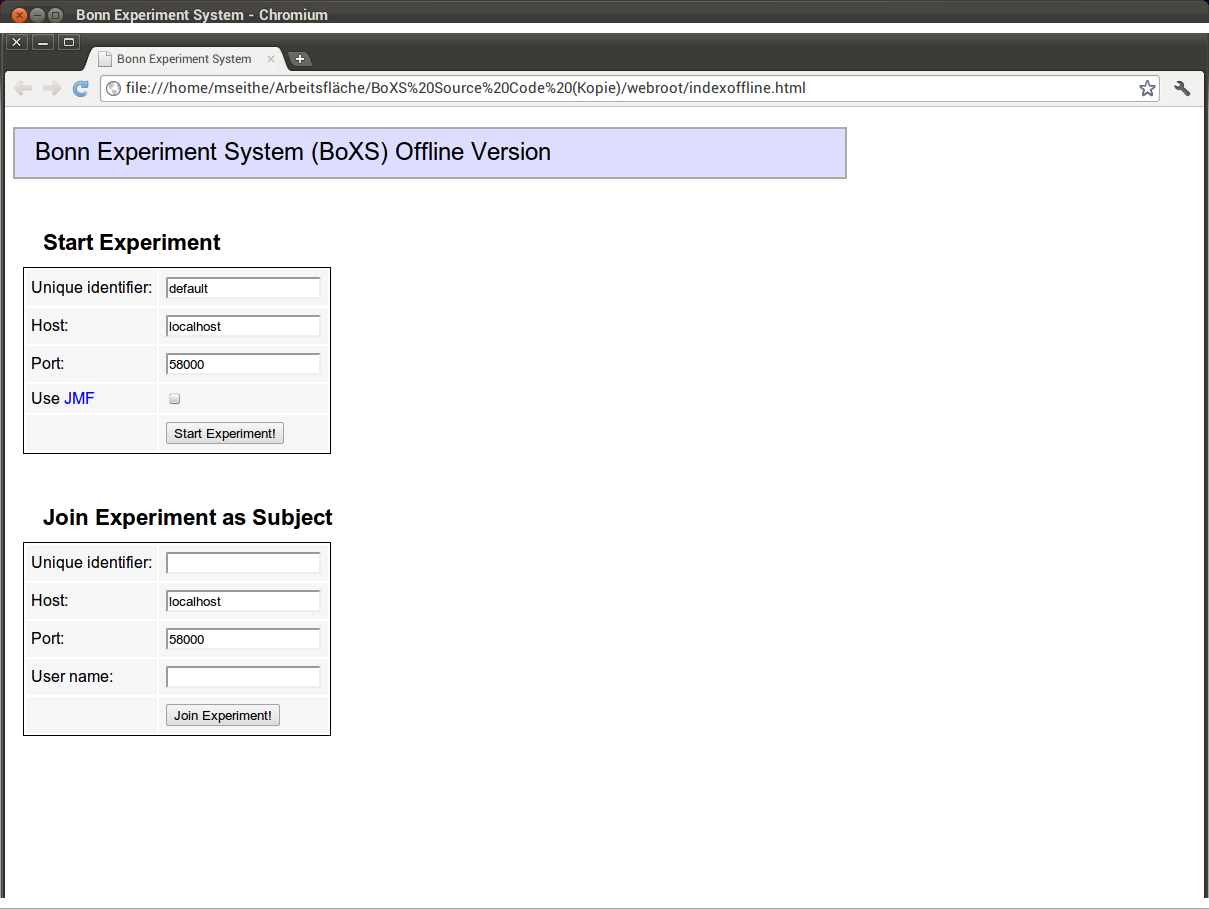 Bonn Experiment System - Chromium
Bonn Experiment System
file:///home/mseithe/Arbeitsfläche/BoXS%20Source%20Code%20(Kopie)/webroot/indexoffline.html
Bonn Experiment System (BoXS) Offline Version
Start Experiment
Unique identifier: default
Host: localhost
Port: 58000
Use JMF
Start Experiment!
Join Experiment as Subject
Unique identifier:
Host: localhost
Port: 58000
User name:
Join Experiment!